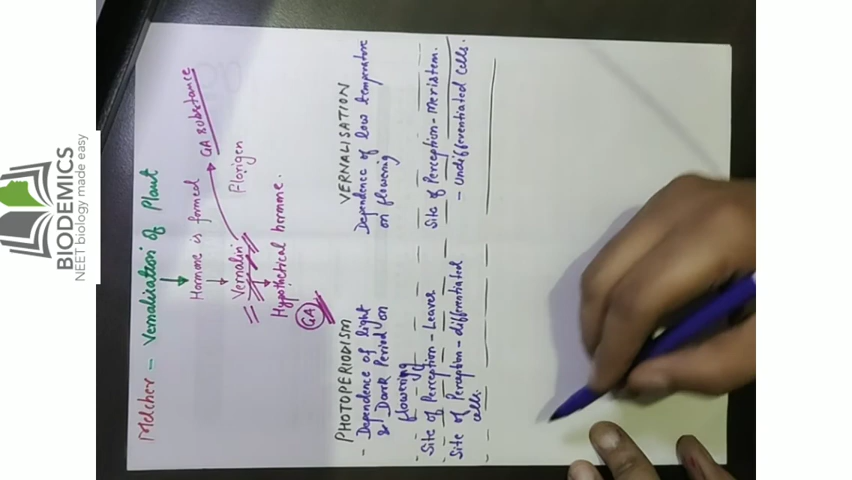 BIODEMICS
NEET biology made easy
Melcher - Vernalisation of Plant
Hormone is formed → GA substance
Vernalin Florigen
Hypothetical hormone.
GA
PHOTOPERIODISM
- Dependence of light
& Dark Period on
flowering
Site of Perception - Leaves
Site of Perception - differentiated
cells.
VERNALISATION
Dependence of low temperature
on flowering
Site of Perception - Meristem.
- Undifferentiated Cells.